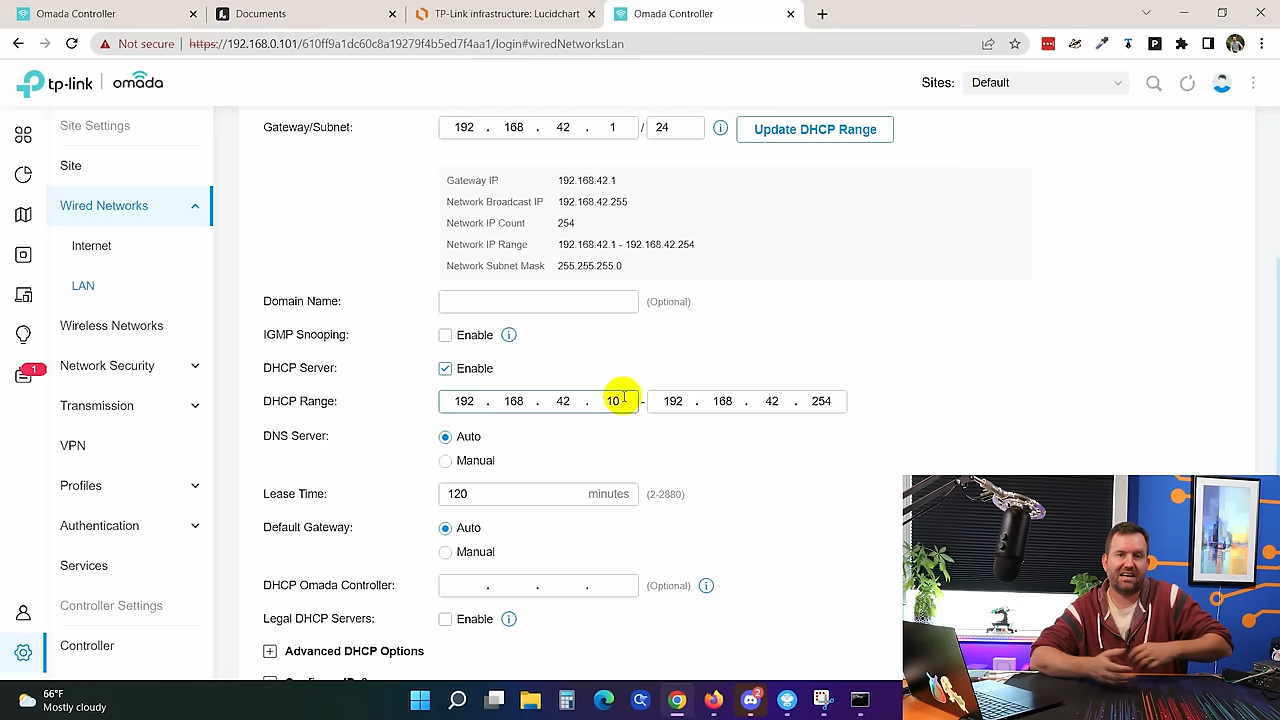 Omada Controller
Documents
TP-Link Infrastructure: Lucidchart
Omada Controller
Not secure
https://192.168.0.101/610ff9a1dc60c8a19279f4b5ed7f4aa1/login#wiredNetworksLan
tp-link | omada
Sites: Default
Site Settings
Site
Wired Networks
Internet
LAN
Wireless Networks
Network Security
1
Transmission
VPN
Profiles
Authentication
Services
Controller Settings
Controller
Gateway/Subnet: 192 . 168 . 42 . 1 / 24 Update DHCP Range
Gateway IP 192.168.42.1
Network Broadcast IP 192.168.42.255
Network IP Count 254
Network IP Range 192.168.42.1 - 192.168.42.254
Network Subnet Mask 255.255.255.0
Domain Name: (Optional)
IGMP Snooping: Enable
DHCP Server: Enable
DHCP Range: 192 . 168 . 42 . 10 - 192 . 168 . 42 . 254
DNS Server: Auto
Manual
Lease Time: 120 minutes (2-2880)
Default Gateway: Auto
Manual
DHCP Omada Controller: . . . (Optional)
Legal DHCP Servers: Enable
Advanced DHCP Options
66°F
Mostly cloudy
2